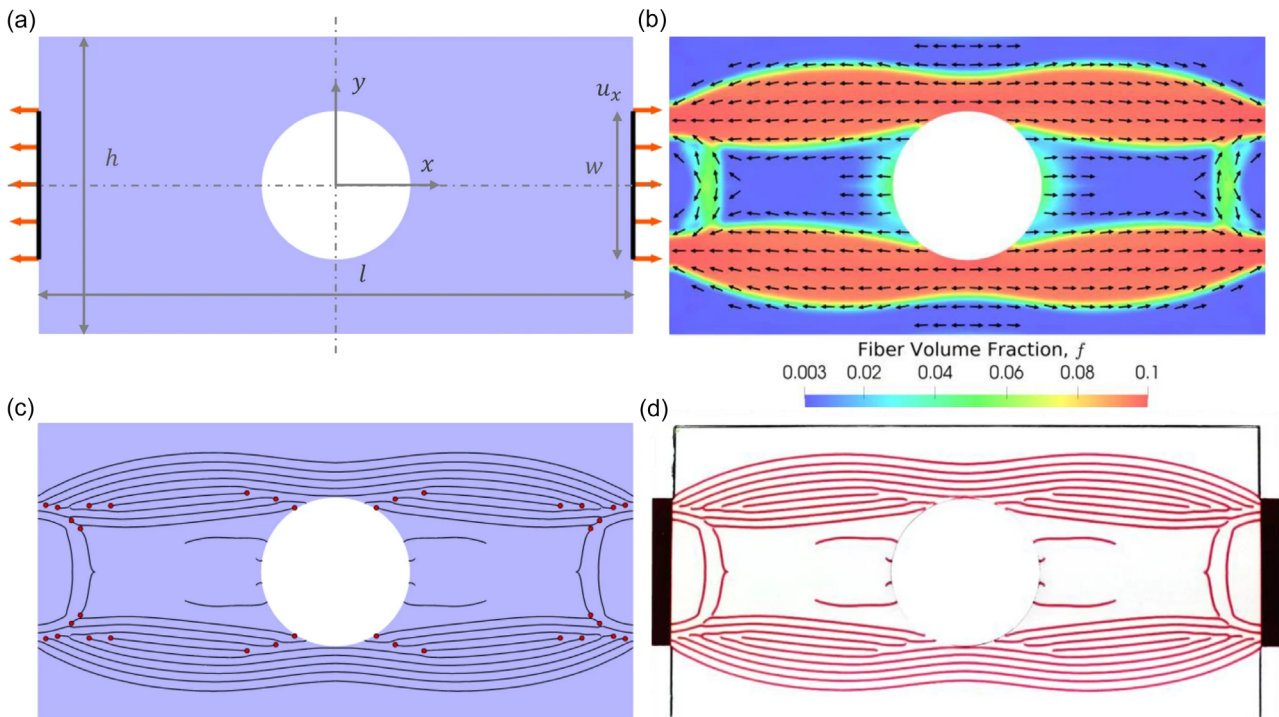 (a)
(b)
y
u_x
h
x
w
l
Fiber Volume Fraction, f
0.003 0.02 0.04 0.06 0.08 0.1
(c)
(d)